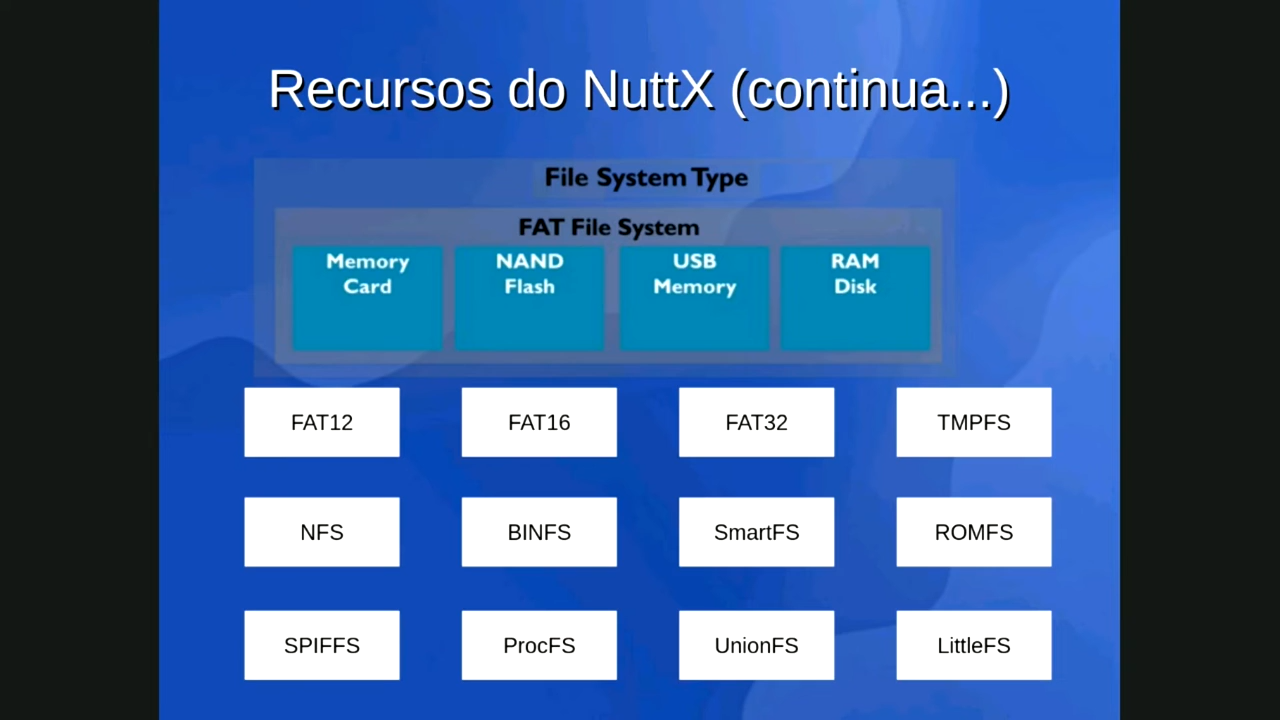 Recursos do NuttX (continua...)
File System Type
FAT File System
Memory Card
NAND Flash
USB Memory
RAM Disk
FAT12
FAT16
FAT32
TMPFS
NFS
BINFS
SmartFS
ROMFS
SPIFFS
ProcFS
UnionFS
LittleFS